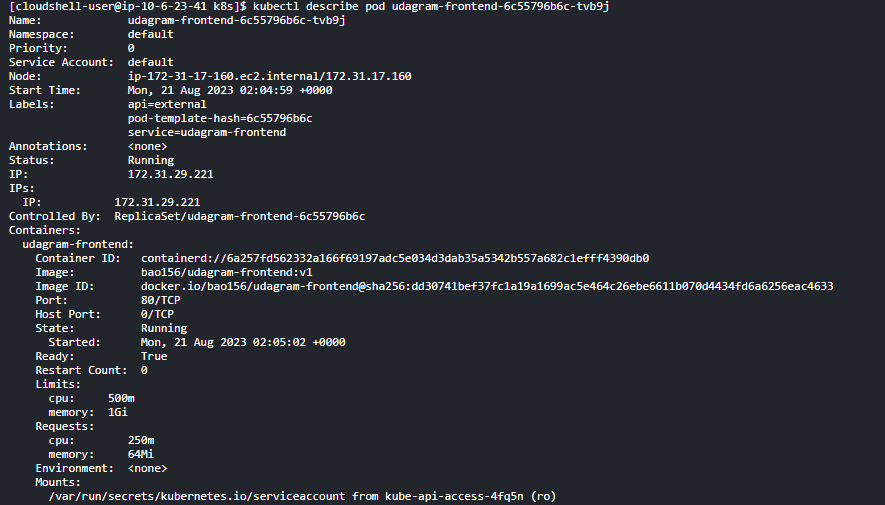 [cloudshell-user@ip-10-6-23-41 k8s]$ kubectl describe pod udagram-frontend-6c55796b6c-tvb9j
Name:             udagram-frontend-6c55796b6c-tvb9j
Namespace:        default
Priority:         0
Service Account:  default
Node:             ip-172-31-17-160.ec2.internal/172.31.17.160
Start Time:       Mon, 21 Aug 2023 02:04:59 +0000
Labels:           api=external
                  pod-template-hash=6c55796b6c
                  service=udagram-frontend
Annotations:      <none>
Status:           Running
IP:               172.31.29.221
IPs:
  IP:           172.31.29.221
Controlled By:  ReplicaSet/udagram-frontend-6c55796b6c
Containers:
  udagram-frontend:
    Container ID:   containerd://6a257fd562332a166f69197adc5e034d3dab35a5342b557a682c1efff4390db0
    Image:          bao156/udagram-frontend:v1
    Image ID:       docker.io/bao156/udagram-frontend@sha256:dd30741bef37fc1a19a1699ac5e464c26ebe6611b070d4434fd6a6256eac4633
    Port:           80/TCP
    Host Port:      0/TCP
    State:          Running
      Started:      Mon, 21 Aug 2023 02:05:02 +0000
    Ready:          True
    Restart Count:  0
    Limits:
      cpu:     500m
      memory:  1Gi
    Requests:
      cpu:        250m
      memory:     64Mi
    Environment:  <none>
    Mounts:
      /var/run/secrets/kubernetes.io/serviceaccount from kube-api-access-4fq5n (ro)